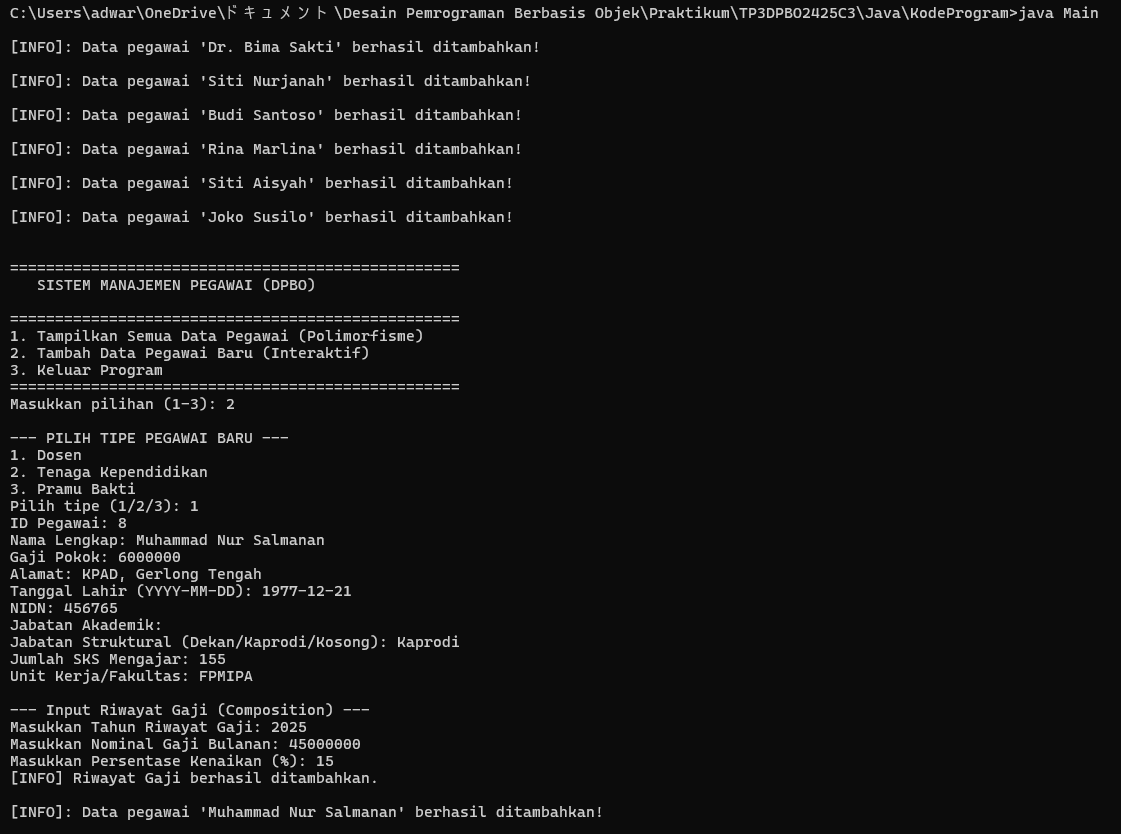 C:\Users\adwar\OneDrive\ドキュメント\Desain Pemrograman Berbasis Objek\Praktikum\TP3DPBO2425C3\Java\KodeProgram>java Main
[INFO]: Data pegawai 'Dr. Bima Sakti' berhasil ditambahkan!
[INFO]: Data pegawai 'Siti Nurjanah' berhasil ditambahkan!
[INFO]: Data pegawai 'Budi Santoso' berhasil ditambahkan!
[INFO]: Data pegawai 'Rina Marlina' berhasil ditambahkan!
[INFO]: Data pegawai 'Siti Aisyah' berhasil ditambahkan!
[INFO]: Data pegawai 'Joko Susilo' berhasil ditambahkan!
==================================================
SISTEM MANAJEMEN PEGAWAI (DPBO)
==================================================
1. Tampilkan Semua Data Pegawai (Polimorfisme)
2. Tambah Data Pegawai Baru (Interaktif)
3. Keluar Program
==================================================
Masukkan pilihan (1-3): 2
--- PILIH TIPE PEGAWAI BARU ---
1. Dosen
2. Tenaga Kependidikan
3. Pramu Bakti
Pilih tipe (1/2/3): 1
ID Pegawai: 8
Nama Lengkap: Muhammad Nur Salmanan
Gaji Pokok: 6000000
Alamat: KPAD, Gerlong Tengah
Tanggal Lahir (YYYY-MM-DD): 1977-12-21
NIDN: 456765
Jabatan Akademik:
Jabatan Struktural (Dekan/Kaprodi/Kosong): Kaprodi
Jumlah SKS Mengajar: 155
Unit Kerja/Fakultas: FPMIPA
--- Input Riwayat Gaji (Composition) ---
Masukkan Tahun Riwayat Gaji: 2025
Masukkan Nominal Gaji Bulanan: 45000000
Masukkan Persentase Kenaikan (%): 15
[INFO] Riwayat Gaji berhasil ditambahkan.
[INFO]: Data pegawai 'Muhammad Nur Salmanan' berhasil ditambahkan!